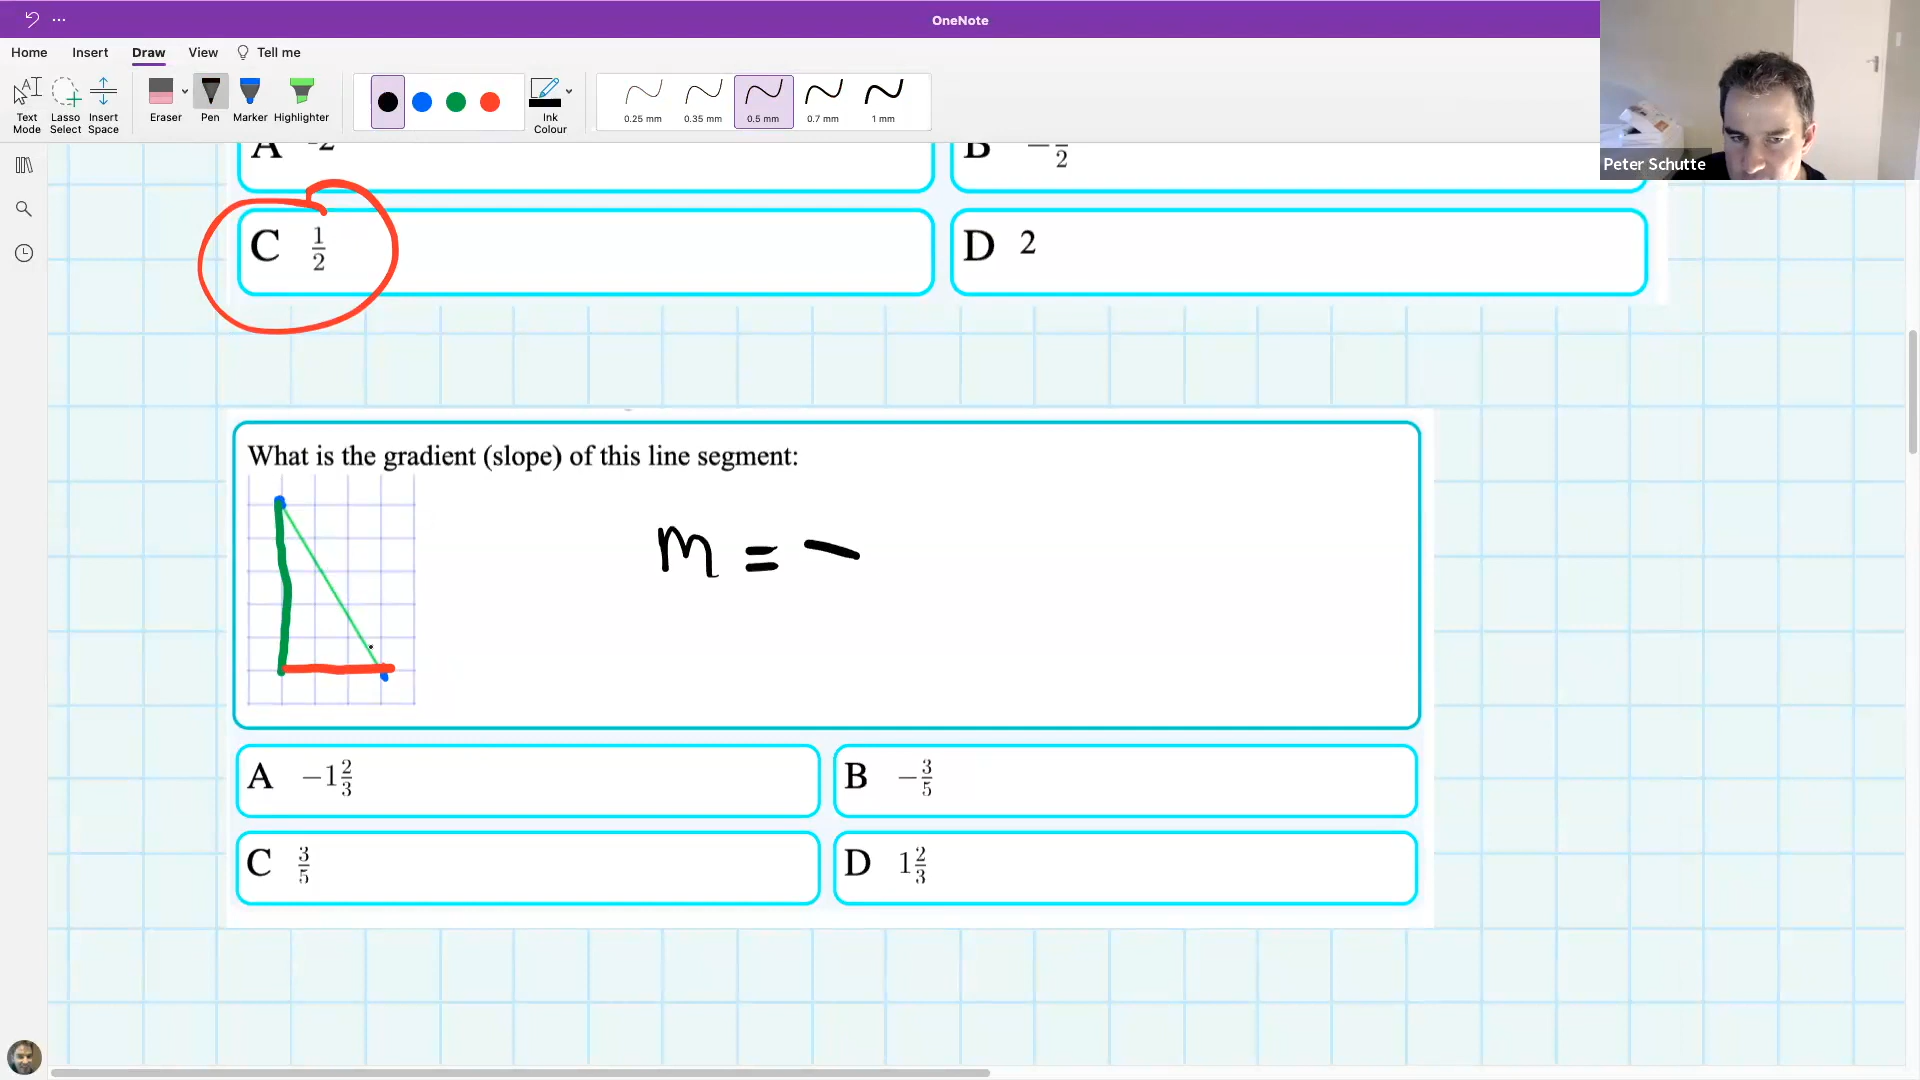 OneNote
Home Insert Draw View Tell me
Text Mode
Lasso Select
Insert Space
Eraser
Pen
Marker
Highlighter
Ink Colour
0.25 mm
0.35 mm
0.5 mm
0.7 mm
1 mm
Peter Schutte
A -2
B −1/2
C 1/2
D 2
What is the gradient (slope) of this line segment:
m = −
A −1 2/3
B −3/5
C 3/5
D 1 2/3